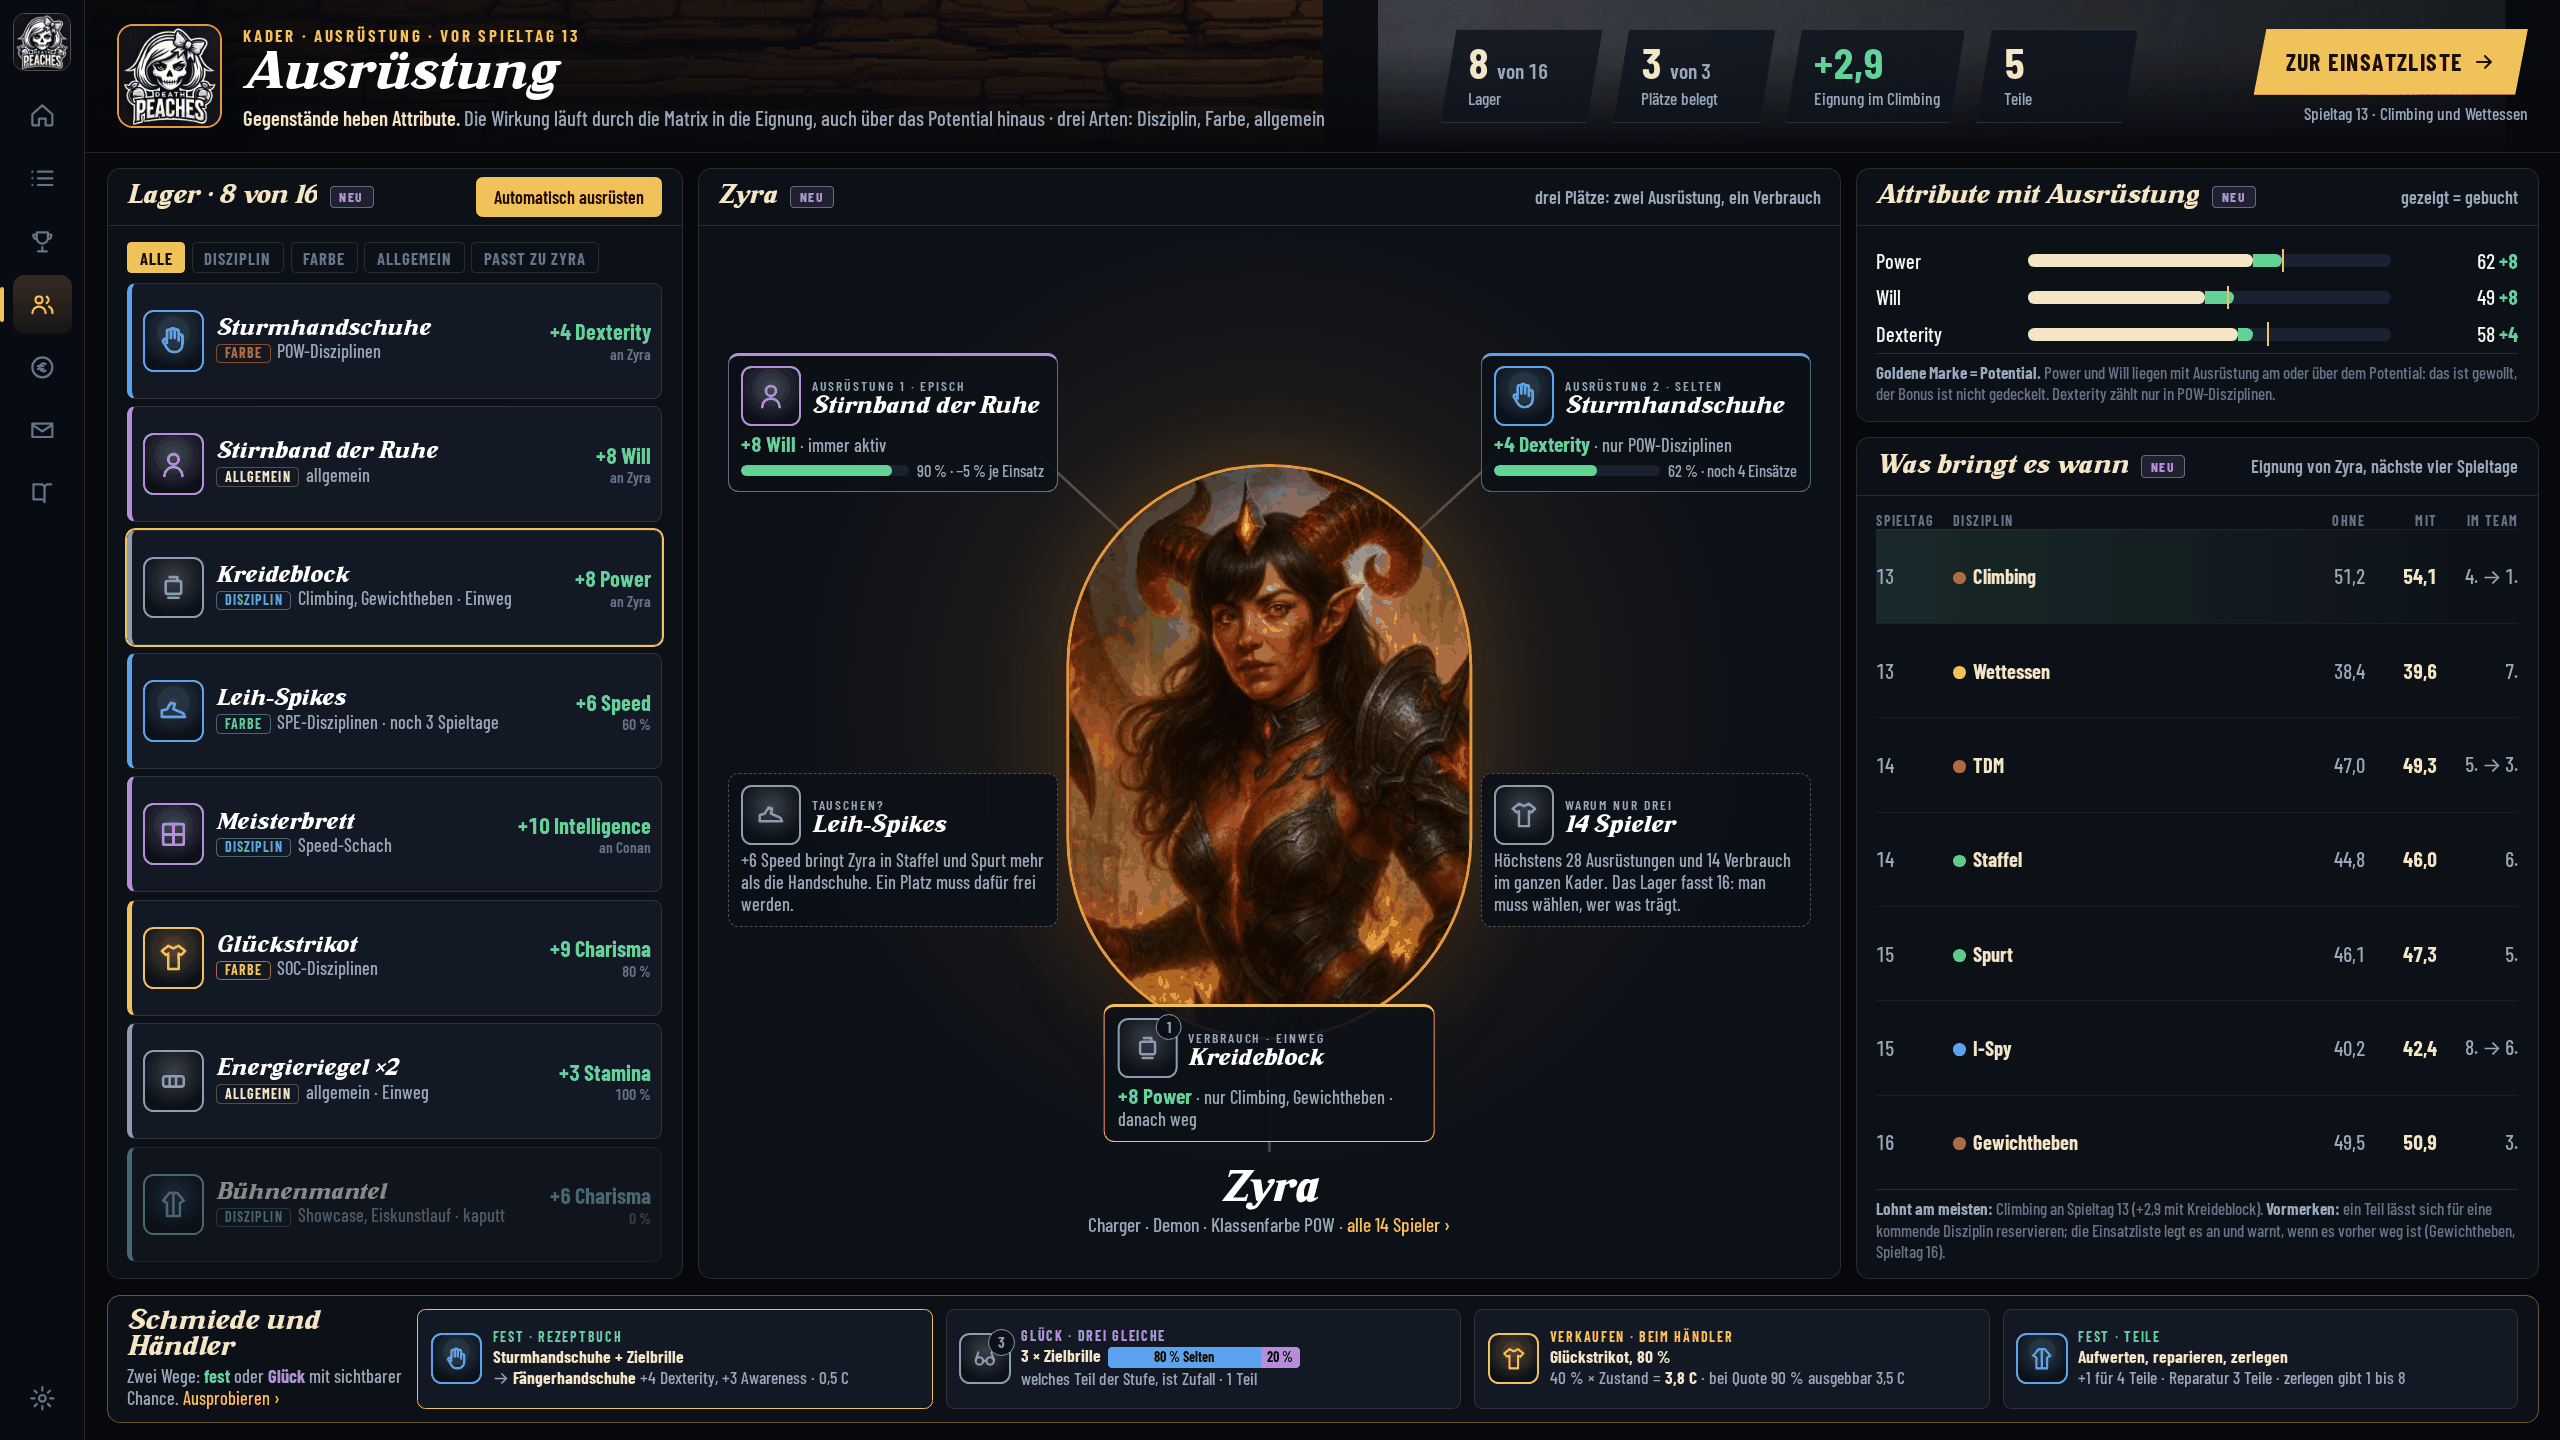 DEATH
PEACHES
DEATH
PEACHES
KADER · AUSRÜSTUNG · VOR SPIELTAG 13
Ausrüstung
Gegenstände heben Attribute. Die Wirkung läuft durch die Matrix in die Eignung, auch über das Potential hinaus · drei Arten: Disziplin, Farbe, allgemein
8 von 16
Lager
3 von 3
Plätze belegt
+2,9
Eignung im Climbing
5
Teile
ZUR EINSATZLISTE →
Spieltag 13 · Climbing und Wettessen
Lager · 8 von 16 NEU
Automatisch ausrüsten
ALLE DISZIPLIN FARBE ALLGEMEIN PASST ZU ZYRA
Sturmhandschuhe
FARBE POW-Disziplinen
+4 Dexterity
an Zyra
Stirnband der Ruhe
ALLGEMEIN allgemein
+8 Will
an Zyra
Kreideblock
DISZIPLIN Climbing, Gewichtheben · Einweg
+8 Power
an Zyra
Leih-Spikes
FARBE SPE-Disziplinen · noch 3 Spieltage
+6 Speed
60 %
Meisterbrett
DISZIPLIN Speed-Schach
+10 Intelligence
an Conan
Glückstrikot
FARBE SOC-Disziplinen
+9 Charisma
80 %
Energieriegel ×2
ALLGEMEIN allgemein · Einweg
+3 Stamina
100 %
Bühnenmantel
DISZIPLIN Showcase, Eiskunstlauf · kaputt
+6 Charisma
0 %
Zyra NEU
drei Plätze: zwei Ausrüstung, ein Verbrauch
AUSRÜSTUNG 1 · EPISCH
Stirnband der Ruhe
+8 Will · immer aktiv
90 % · −5 % je Einsatz
AUSRÜSTUNG 2 · SELTEN
Sturmhandschuhe
+4 Dexterity · nur POW-Disziplinen
62 % · noch 4 Einsätze
TAUSCHEN?
Leih-Spikes
+6 Speed bringt Zyra in Staffel und Spurt mehr
als die Handschuhe. Ein Platz muss dafür frei
werden.
WARUM NUR DREI
14 Spieler
Höchstens 28 Ausrüstungen und 14 Verbrauch
im ganzen Kader. Das Lager fasst 16: man
muss wählen, wer was trägt.
1
VERBRAUCH · EINWEG
Kreideblock
+8 Power · nur Climbing, Gewichtheben ·
danach weg
Zyra
Charger · Demon · Klassenfarbe POW · alle 14 Spieler ›
Attribute mit Ausrüstung NEU
gezeigt = gebucht
Power 62 +8
Will 49 +8
Dexterity 58 +4
Goldene Marke = Potential. Power und Will liegen mit Ausrüstung am oder über dem Potential: das ist gewollt,
der Bonus ist nicht gedeckelt. Dexterity zählt nur in POW-Disziplinen.
Was bringt es wann NEU
Eignung von Zyra, nächste vier Spieltage
SPIELTAG DISZIPLIN OHNE MIT IM TEAM
13 Climbing 51,2 54,1 4. → 1.
13 Wettessen 38,4 39,6 7.
14 TDM 47,0 49,3 5. → 3.
14 Staffel 44,8 46,0 6.
15 Spurt 46,1 47,3 5.
15 I-Spy 40,2 42,4 8. → 6.
16 Gewichtheben 49,5 50,9 3.
Lohnt am meisten: Climbing an Spieltag 13 (+2,9 mit Kreideblock). Vormerken: ein Teil lässt sich für eine
kommende Disziplin reservieren; die Einsatzliste legt es an und warnt, wenn es vorher weg ist (Gewichtheben,
Spieltag 16).
Schmiede und
Händler
Zwei Wege: fest oder Glück mit sichtbarer
Chance. Ausprobieren ›
FEST · REZEPTBUCH
Sturmhandschuhe + Zielbrille
→ Fängerhandschuhe +4 Dexterity, +3 Awareness · 0,5 C
3
GLÜCK · DREI GLEICHE
3 × Zielbrille 80 % Selten 20 %
welches Teil der Stufe, ist Zufall · 1 Teil
VERKAUFEN · BEIM HÄNDLER
Glückstrikot, 80 %
40 % × Zustand = 3,8 C · bei Quote 90 % ausgebbar 3,5 C
FEST · TEILE
Aufwerten, reparieren, zerlegen
+1 für 4 Teile · Reparatur 3 Teile · zerlegen gibt 1 bis 8